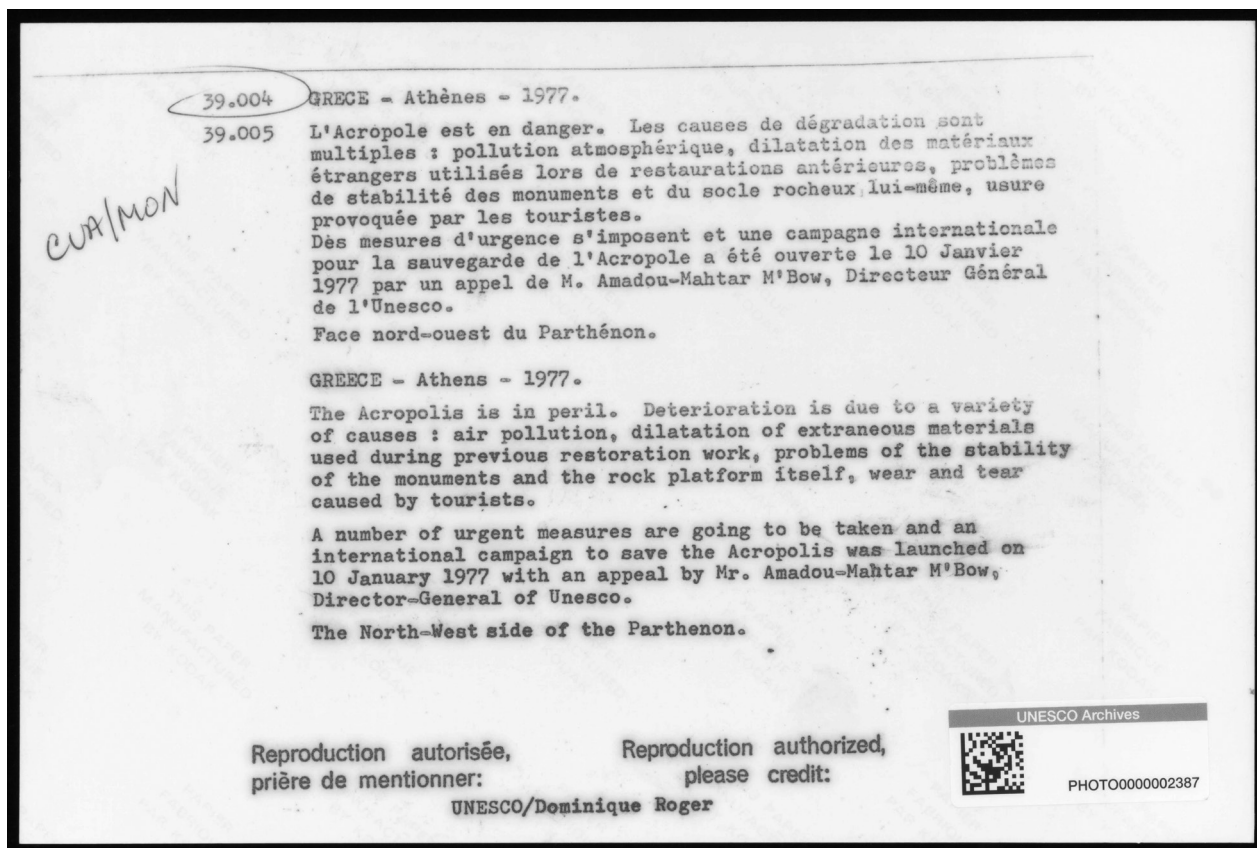 39.004 GRECE - Athènes - 1977.
39.005 L'Acropole est en danger. Les causes de dégradation sont
multiples : pollution atmosphérique, dilatation des matériaux
étrangers utilisés lors de restaurations antérieures, problèmes
de stabilité des monuments et du socle rocheux lui-même, usure
provoquée par les touristes.
Dès mesures d'urgence s'imposent et une campagne internationale
pour la sauvegarde de l'Acropole a été ouverte le 10 Janvier
1977 par un appel de M. Amadou-Mahtar M'Bow, Directeur Général
de l'Unesco.
Face nord-ouest du Parthénon.
CUA/MON
GREECE - Athens - 1977.
The Acropolis is in peril. Deterioration is due to a variety
of causes : air pollution, dilatation of extraneous materials
used during previous restoration work, problems of the stability
of the monuments and the rock platform itself, wear and tear
caused by tourists.
A number of urgent measures are going to be taken and an
international campaign to save the Acropolis was launched on
10 January 1977 with an appeal by Mr. Amadou-Mahtar M'Bow,
Director-General of Unesco.
The North-West side of the Parthenon.
Reproduction autorisée,
prière de mentionner:
Reproduction authorized,
please credit:
UNESCO/Dominique Roger
UNESCO Archives
PHOTO0000002387